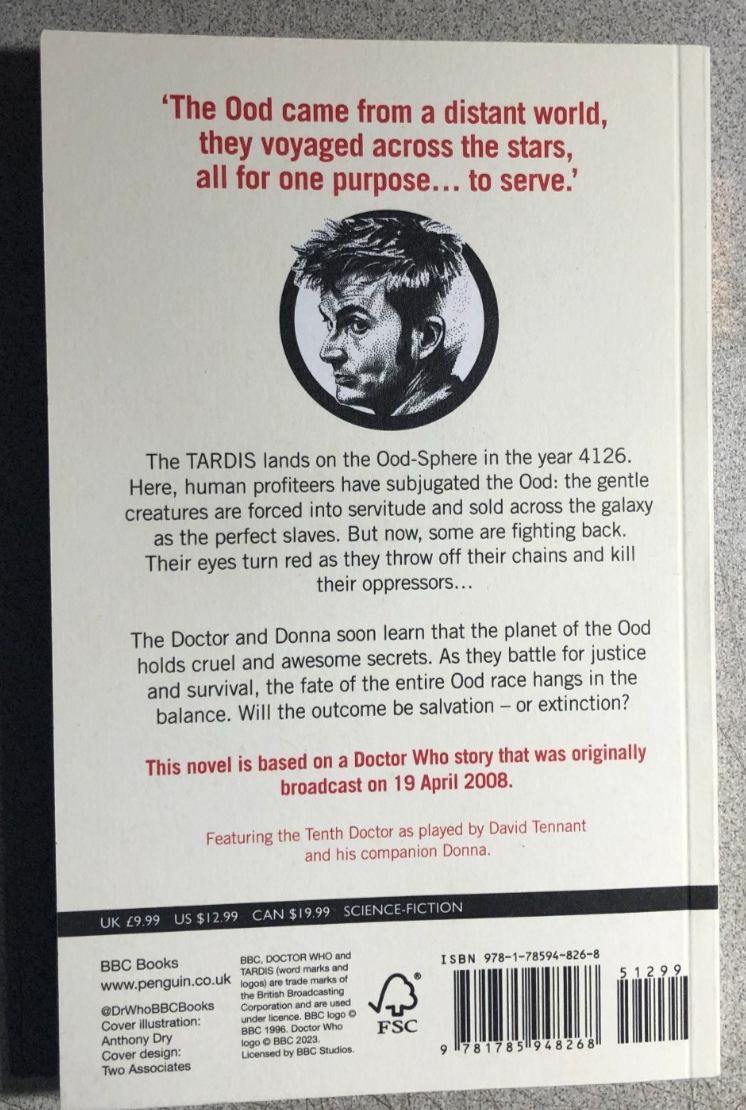 ‘The Ood came from a distant world,
they voyaged across the stars,
all for one purpose... to serve.’
The TARDIS lands on the Ood-Sphere in the year 4126.
Here, human profiteers have subjugated the Ood: the gentle
creatures are forced into servitude and sold across the galaxy
as the perfect slaves. But now, some are fighting back.
Their eyes turn red as they throw off their chains and kill
their oppressors...
The Doctor and Donna soon learn that the planet of the Ood
holds cruel and awesome secrets. As they battle for justice
and survival, the fate of the entire Ood race hangs in the
balance. Will the outcome be salvation – or extinction?
This novel is based on a Doctor Who story that was originally
broadcast on 19 April 2008.
Featuring the Tenth Doctor as played by David Tennant
and his companion Donna.
UK £9.99 US $12.99 CAN $19.99 SCIENCE-FICTION
BBC Books
www.penguin.co.uk
@DrWhoBBCBooks
Cover illustration:
Anthony Dry
Cover design:
Two Associates
BBC, DOCTOR WHO and
TARDIS (word marks and
logos) are trade marks of
the British Broadcasting
Corporation and are used
under licence. BBC logo ©
BBC 1996. Doctor Who
logo © BBC 2023.
Licensed by BBC Studios.
®
FSC
ISBN 978-1-78594-826-8
51299
9 781785 948268